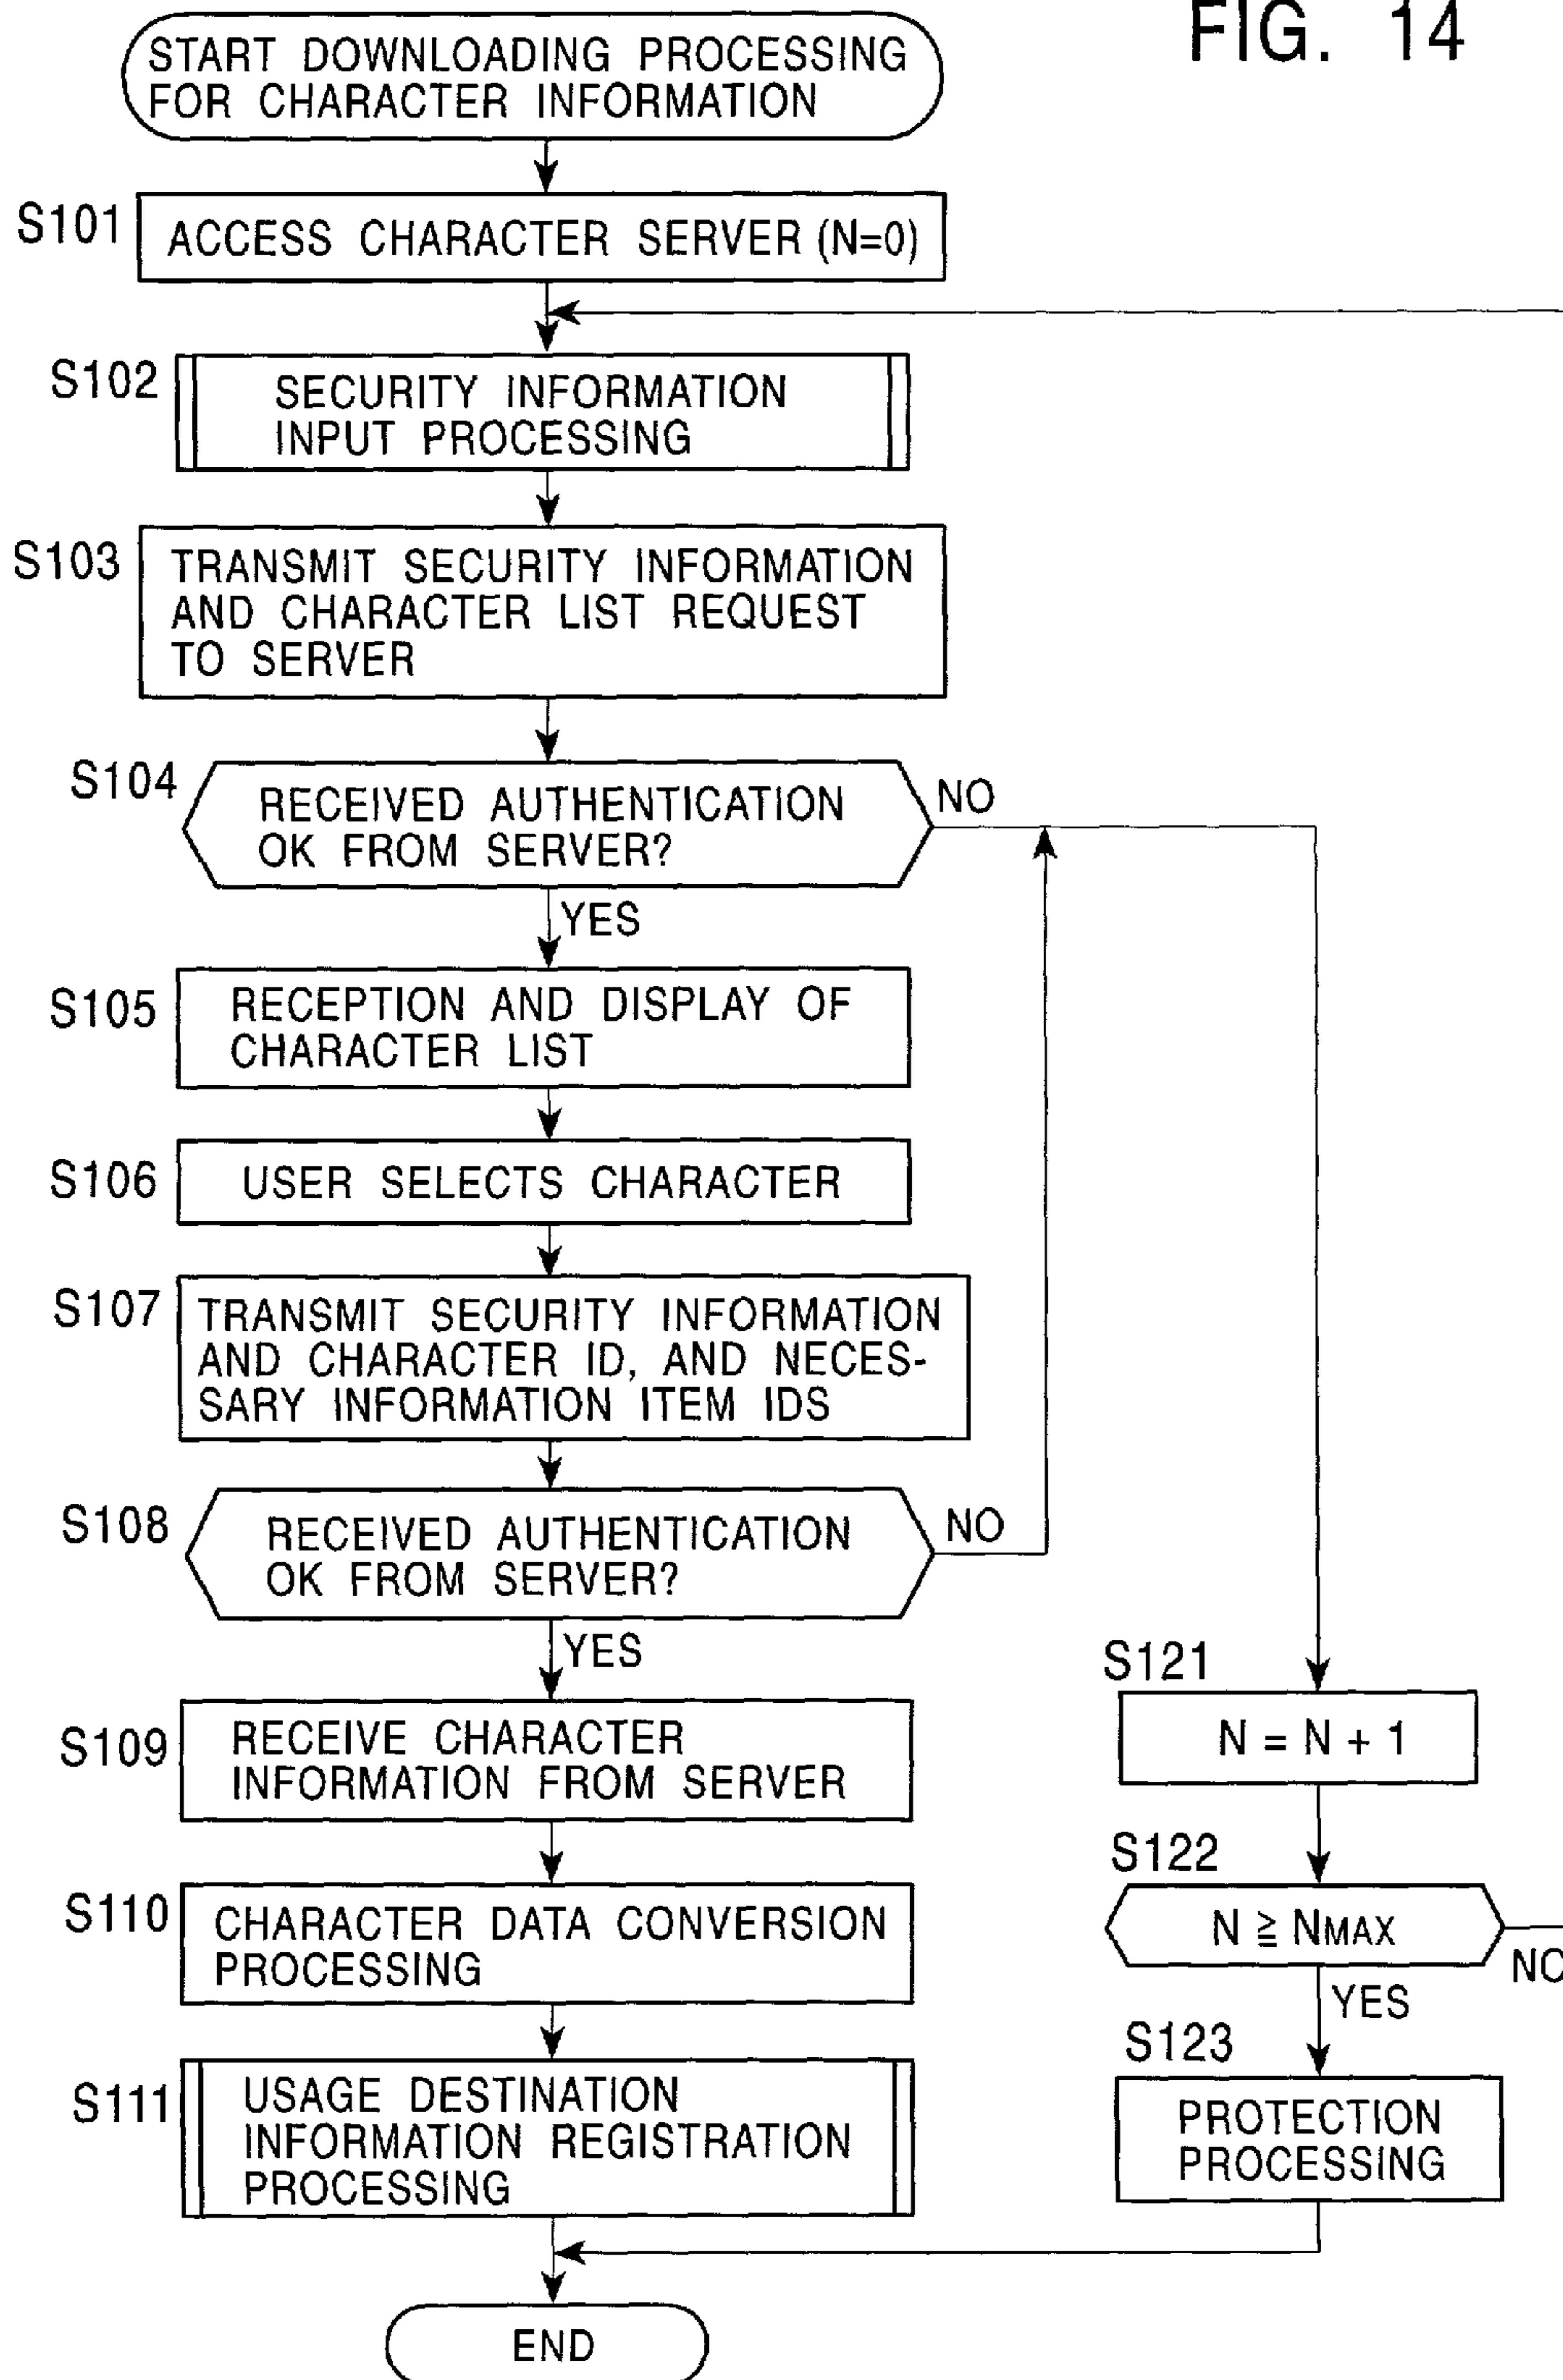 FIG. 14
START DOWNLOADING PROCESSING
FOR CHARACTER INFORMATION
S101
ACCESS CHARACTER SERVER (N=0)
S102
SECURITY INFORMATION
INPUT PROCESSING
S103
TRANSMIT SECURITY INFORMATION
AND CHARACTER LIST REQUEST
TO SERVER
S104
RECEIVED AUTHENTICATION
OK FROM SERVER?
NO
YES
S105
RECEPTION AND DISPLAY OF
CHARACTER LIST
S106
USER SELECTS CHARACTER
S107
TRANSMIT SECURITY INFORMATION
AND CHARACTER ID, AND NECES-
SARY INFORMATION ITEM IDS
S108
RECEIVED AUTHENTICATION
OK FROM SERVER?
NO
YES
S109
RECEIVE CHARACTER
INFORMATION FROM SERVER
S110
CHARACTER DATA CONVERSION
PROCESSING
S111
USAGE DESTINATION
INFORMATION REGISTRATION
PROCESSING
S121
N = N + 1
S122
N ≧ NMAX
NO
YES
S123
PROTECTION
PROCESSING
END